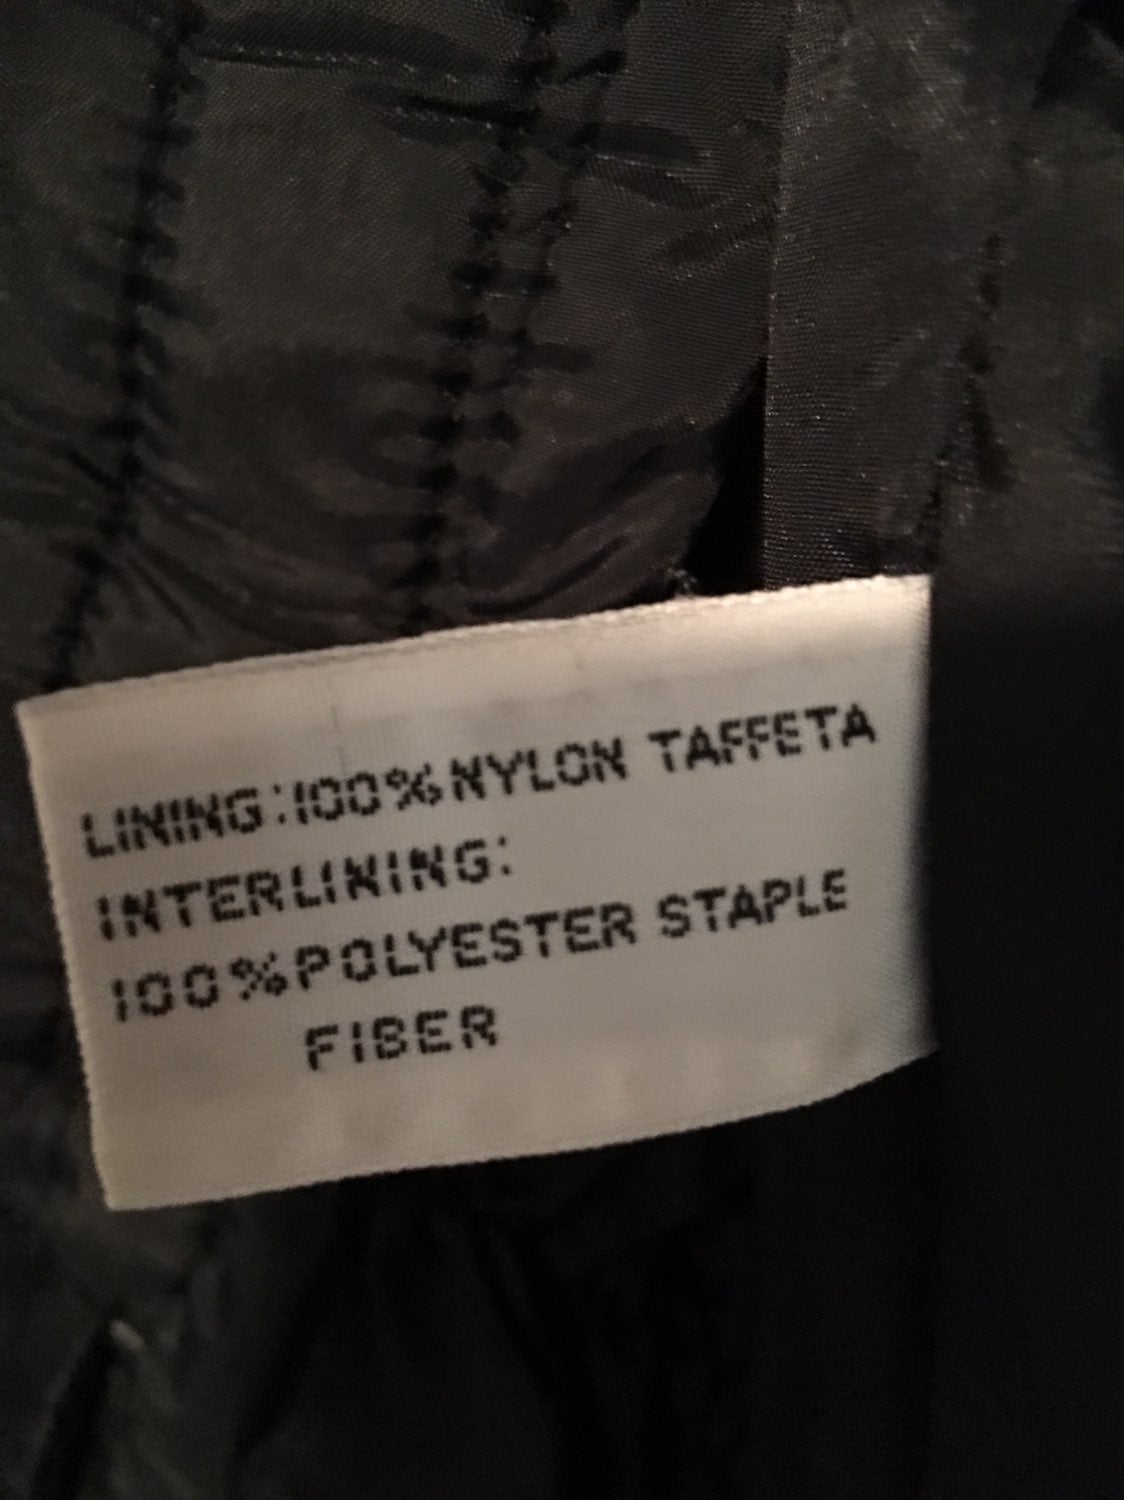 LINING:100%NYLON TAFFETA
INTERLINING:
100%POLYESTER STAPLE
FIBER